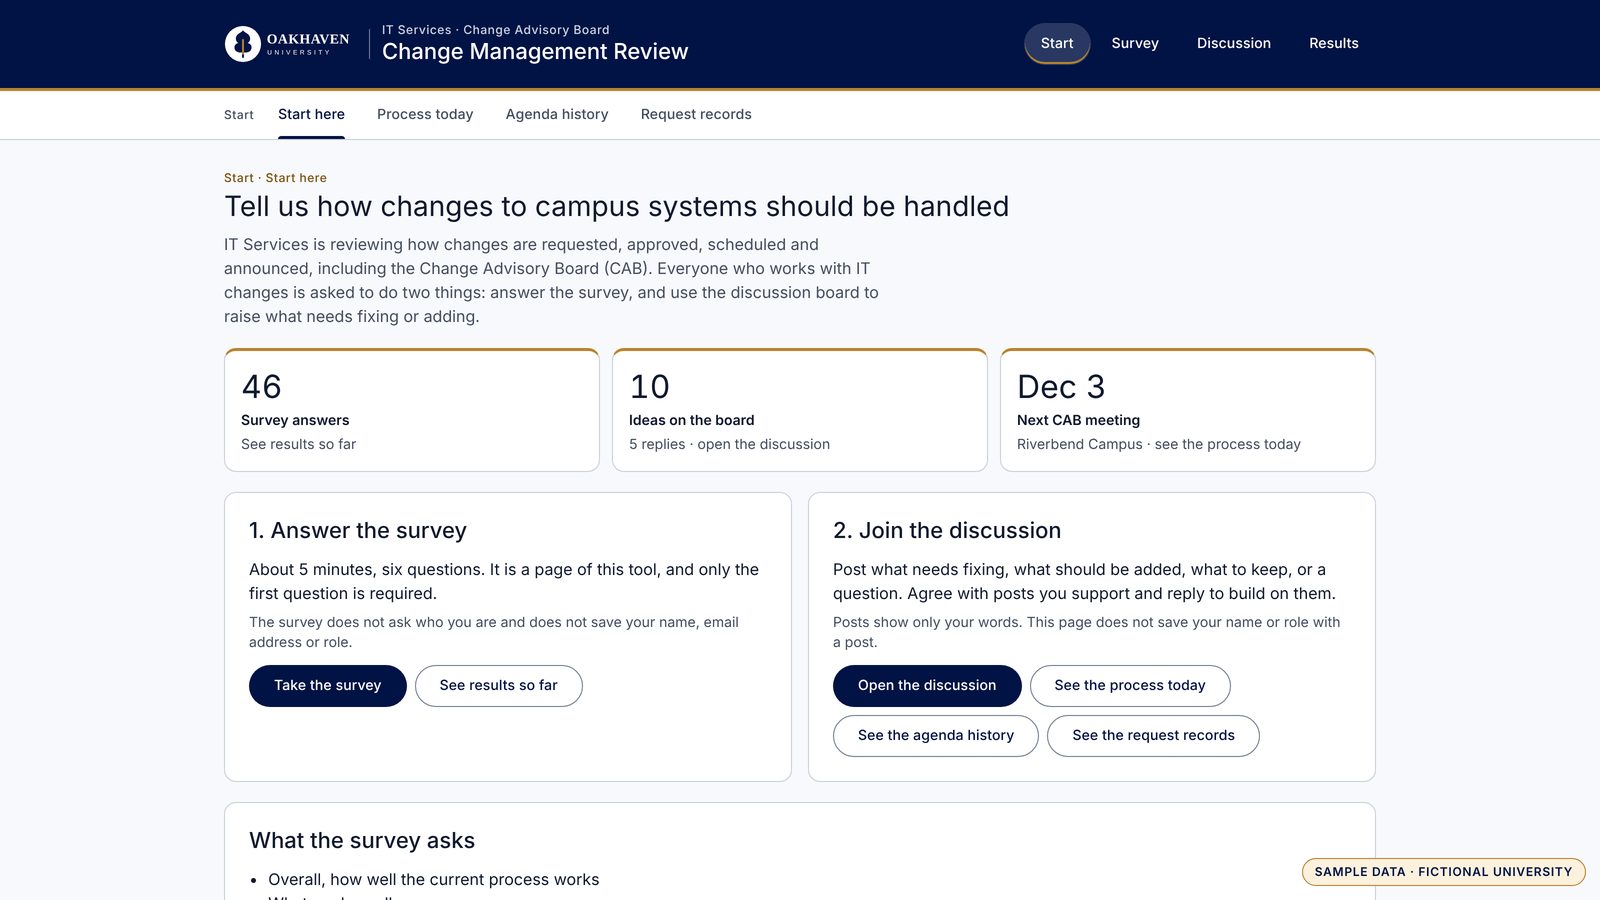 OAKHAVEN
UNIVERSITY
IT Services · Change Advisory Board
Change Management Review
Start
Survey
Discussion
Results
Start
Start here
Process today
Agenda history
Request records
Start · Start here
Tell us how changes to campus systems should be handled
IT Services is reviewing how changes are requested, approved, scheduled and
announced, including the Change Advisory Board (CAB). Everyone who works with IT
changes is asked to do two things: answer the survey, and use the discussion board to
raise what needs fixing or adding.
46
Survey answers
See results so far
10
Ideas on the board
5 replies · open the discussion
Dec 3
Next CAB meeting
Riverbend Campus · see the process today
1. Answer the survey
About 5 minutes, six questions. It is a page of this tool, and only the
first question is required.
The survey does not ask who you are and does not save your name, email
address or role.
Take the survey
See results so far
2. Join the discussion
Post what needs fixing, what should be added, what to keep, or a
question. Agree with posts you support and reply to build on them.
Posts show only your words. This page does not save your name or role with
a post.
Open the discussion
See the process today
See the agenda history
See the request records
What the survey asks
• Overall, how well the current process works
SAMPLE DATA · FICTIONAL UNIVERSITY